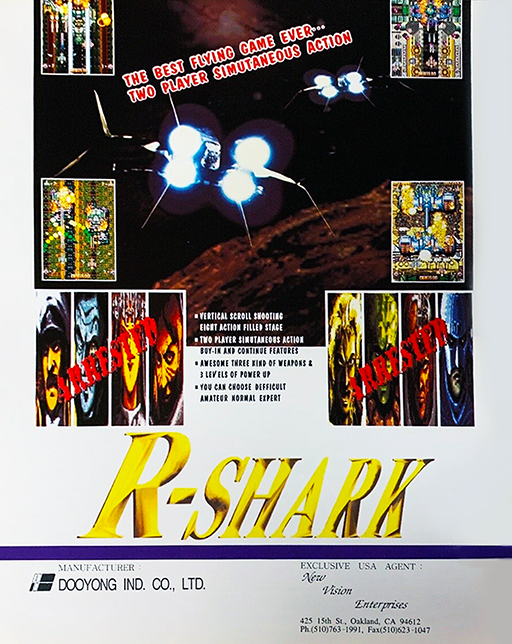 THE BEST FLYING GAME EVER...
TWO PLAYER SIMUTANEOUS ACTION
ARRESTED
ARRESTED
▪ VERTICAL SCROLL SHOOTING
EIGHT ACTION FILLED STAGE
▪ TWO PLAYER SIMUTANEOUS ACTION
BUY-IN AND CONTINUE FEATURES
▪ AWESOME THREE KIND OF WEAPONS &
3 LEVELS OF POWER UP
▪ YOU CAN CHOOSE DEFFICULT
AMATEUR NORMAL EXPERT
R-SHARK
MANUFACTURER :
DOOYONG IND. CO., LTD.
EXCLUSIVE USA AGENT :
New
Vision
Enterprises
425 15th St., Oakland, CA 94612
Ph.(510)763-1991, Fax(510)623-1047